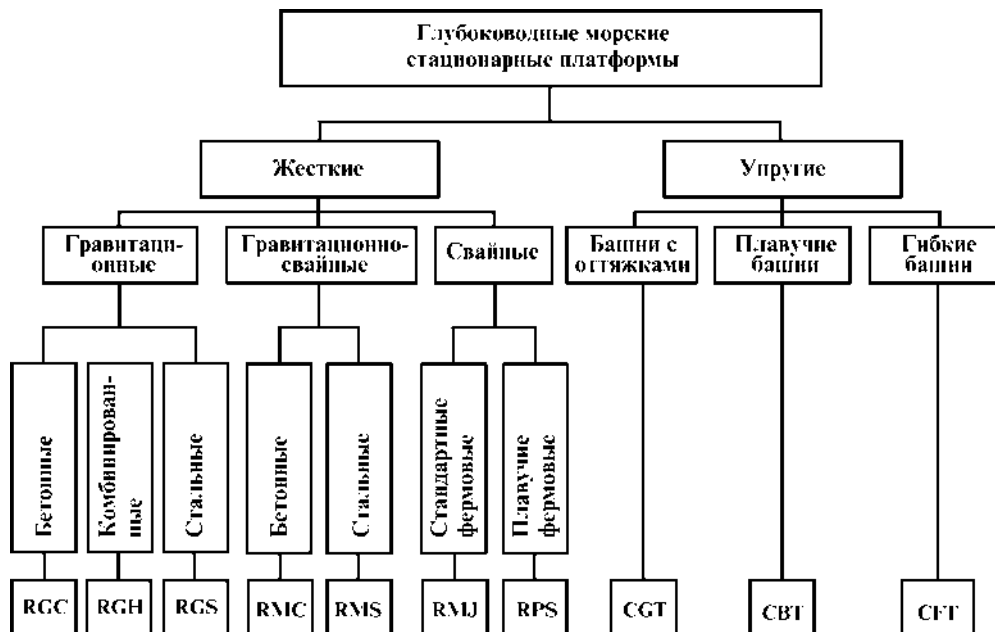 Глубоководные морские
стационарные платформы
Жесткие
Упругие
Гравитаци-
онные
Гравитационно-
свайные
Свайные
Башни с
оттяжками
Плавучие
башни
Гибкие
башни
Бетонные
Комбинирован-
ные
Стальные
Бетонные
Стальные
Стандартные
фермовые
Плавучие
фермовые
RGC
RGH
RGS
RMC
RMS
RMJ
RPS
CGT
CBT
CFT